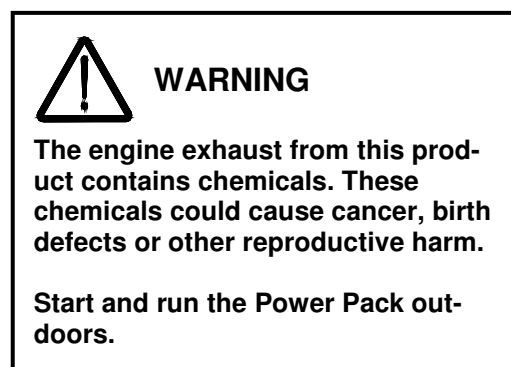 WARNING
The engine exhaust from this prod-
uct contains chemicals. These
chemicals could cause cancer, birth
defects or other reproductive harm.
Start and run the Power Pack out-
doors.